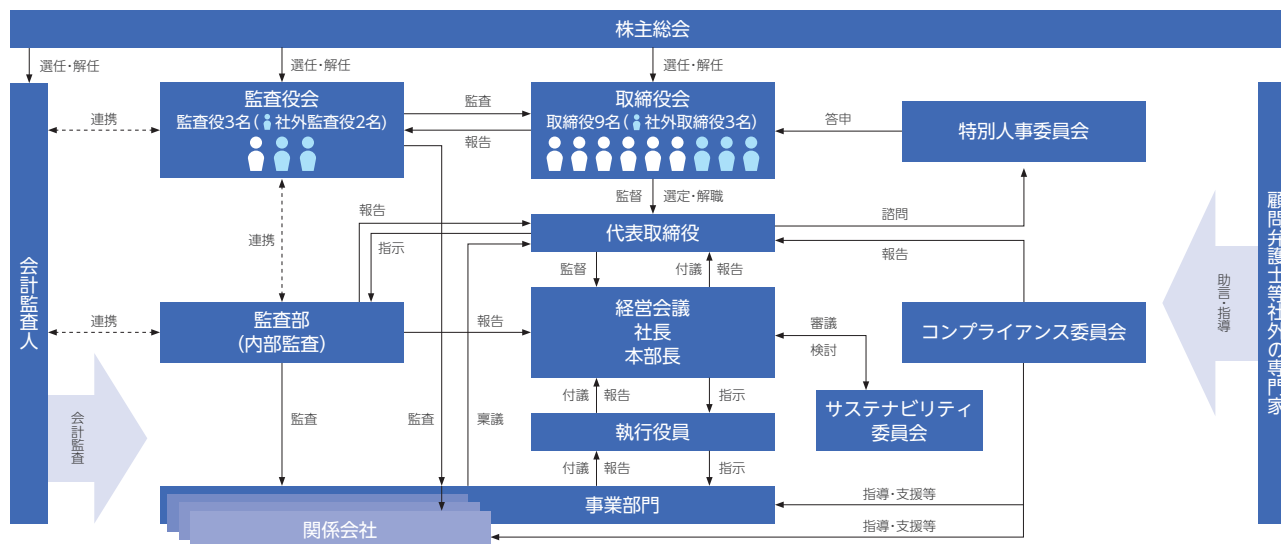 株主総会
選任・解任
選任・解任
選任・解任
監査役会
監査役3名(社外監査役2名)
取締役会
取締役9名(社外取締役3名)
特別人事委員会
連携
監査
報告
答申
監督
選定・解職
報告
指示
連携
代表取締役
諮問
報告
監督
付議
報告
会計監査人
連携
監査部
(内部監査)
報告
経営会議
社長
本部長
審議
検討
コンプライアンス委員会
助言・指導
顧問弁護士等社外の専門家
会計監査
監査
監査
稟議
付議
報告
指示
執行役員
サステナビリティ
委員会
付議
報告
指示
事業部門
指導・支援等
関係会社
指導・支援等